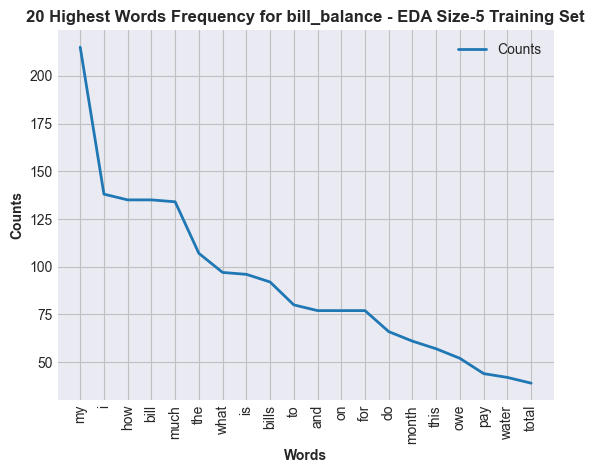 20 Highest Words Frequency for bill_balance - EDA Size-5 Training Set
Counts
200
175
150
125
100
75
50
Counts
my
i
how
bill
much
the
what
is
bills
to
and
on
for
do
month
this
owe
pay
water
total
Words